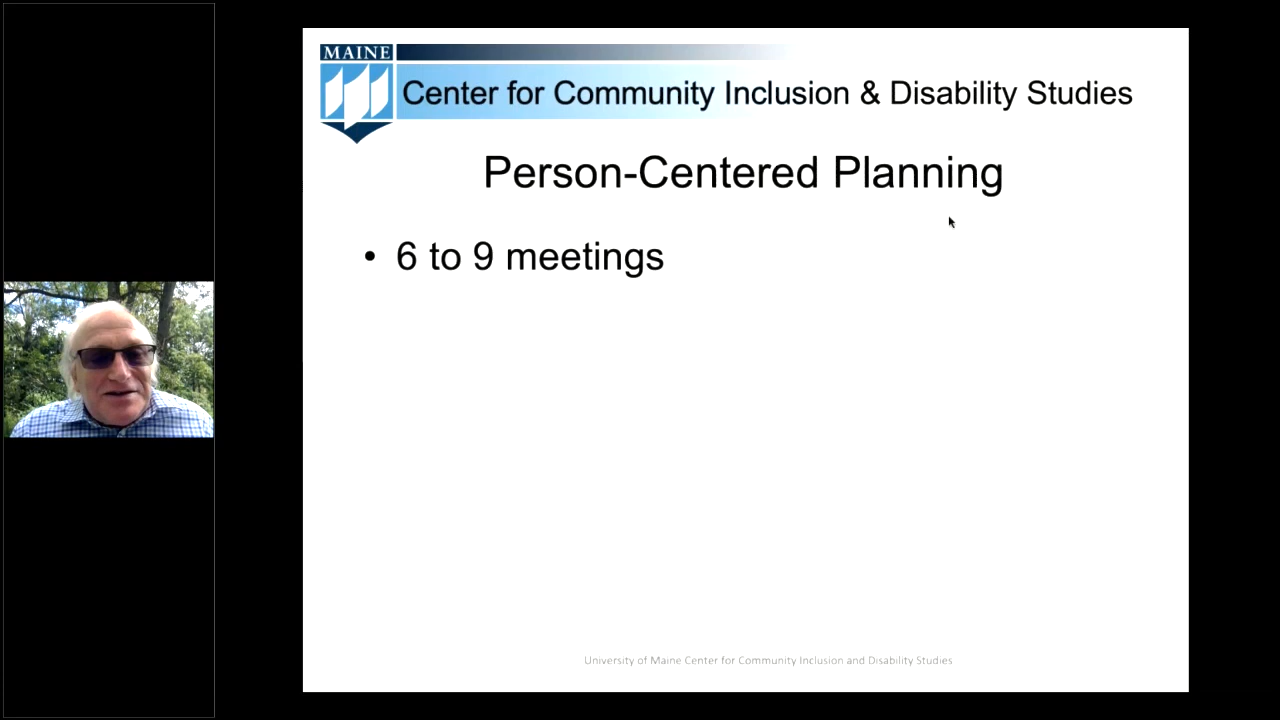 MAINE
Center for Community Inclusion & Disability Studies
Person-Centered Planning
• 6 to 9 meetings
University of Maine Center for Community Inclusion and Disability Studies